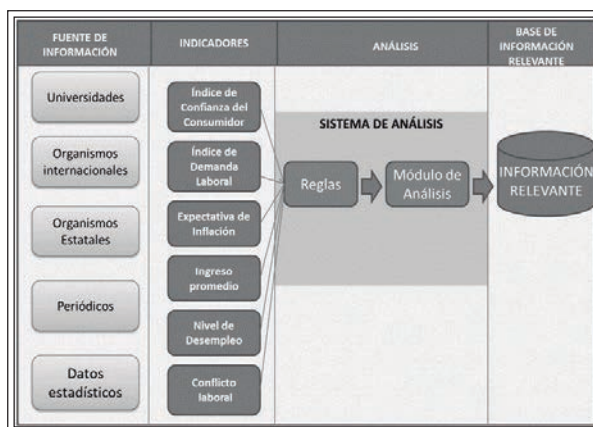 FUENTE DE
INFORMACIÓN
INDICADORES
ANÁLISIS
BASE DE
INFORMACIÓN
RELEVANTE
Universidades
Organismos
internacionales
Organismos
Estatales
Periódicos
Datos
estadísticos
Índice de
Confianza del
Consumidor
Índice de
Demanda
Laboral
Expectativa de
Inflación
Ingreso
promedio
Nivel de
Desempleo
Conflicto
laboral
SISTEMA DE ANÁLISIS
Reglas
Módulo de
Análisis
INFORMACIÓN
RELEVANTE